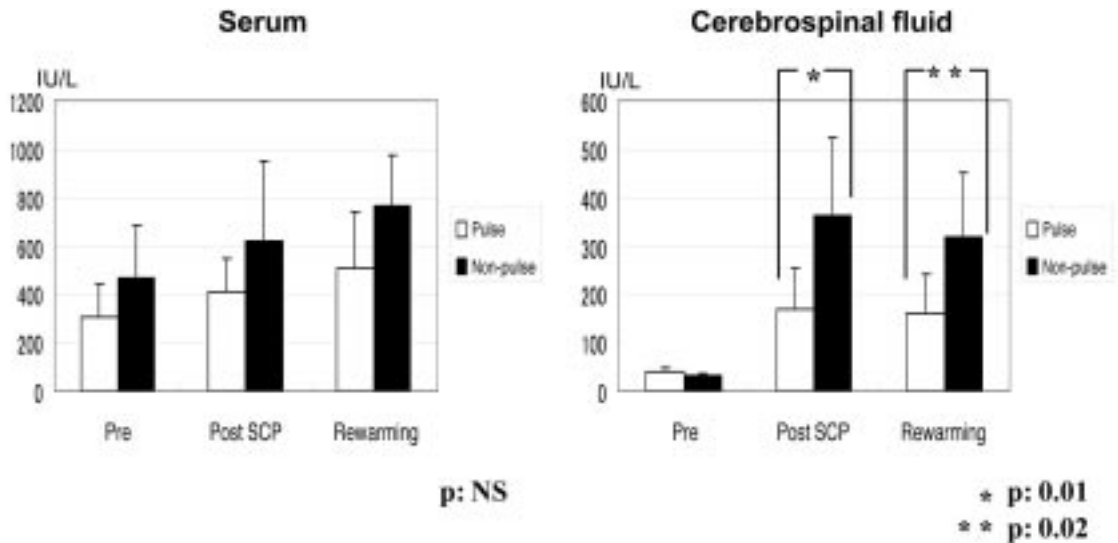 Serum
IU/L
1200
1000
800
600
400
200
0
Pre
Post SCP
Rewarming
Pulse
Non-pulse
p: NS
Cerebrospinal fluid
IU/L
*
* *
600
500
400
300
200
100
0
Pre
Post SCP
Rewarming
Pulse
Non-pulse
* p: 0.01
* * p: 0.02